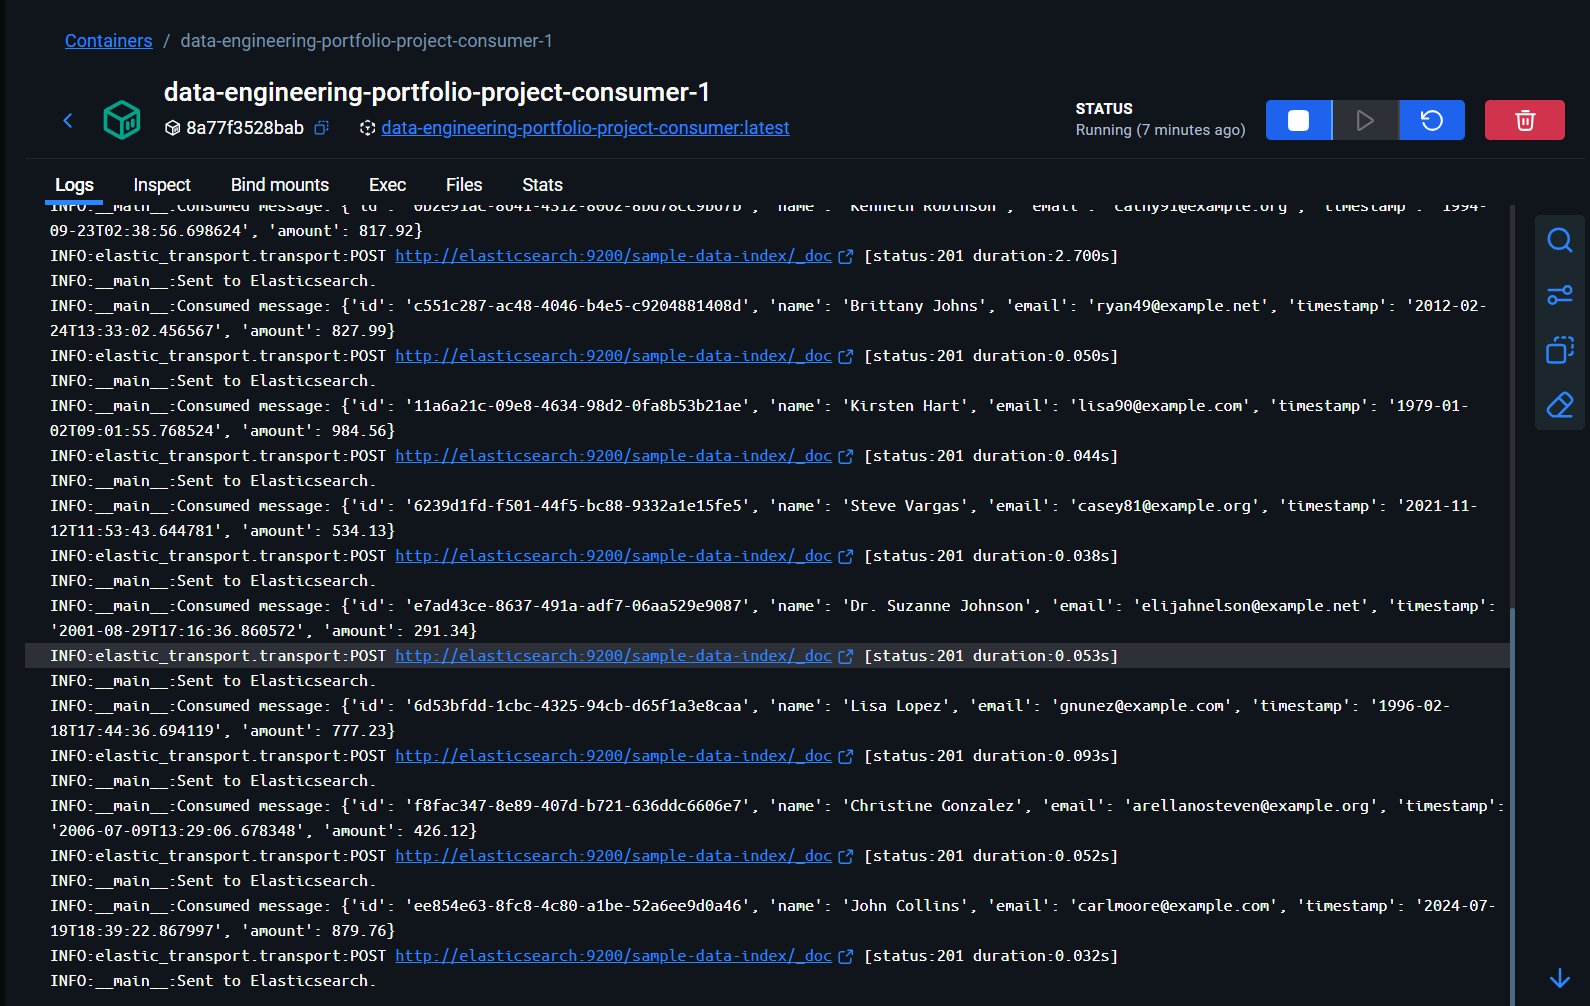 Containers / data-engineering-portfolio-project-consumer-1
data-engineering-portfolio-project-consumer-1
8a77f3528bab data-engineering-portfolio-project-consumer:latest
STATUS
Running (7 minutes ago)
Logs Inspect Bind mounts Exec Files Stats
INFO:__main__:Consumed message: {'id': '0b2e91ac-8641-4312-8062-8bd78cc9b67b', 'name': 'Kenneth Robinson', 'email': 'cathy91@example.org', 'timestamp': '1994-
09-23T02:38:56.698624', 'amount': 817.92}
INFO:elastic_transport.transport:POST http://elasticsearch:9200/sample-data-index/_doc [status:201 duration:2.700s]
INFO:__main__:Sent to Elasticsearch.
INFO:__main__:Consumed message: {'id': 'c551c287-ac48-4046-b4e5-c9204881408d', 'name': 'Brittany Johns', 'email': 'ryan49@example.net', 'timestamp': '2012-02-
24T13:33:02.456567', 'amount': 827.99}
INFO:elastic_transport.transport:POST http://elasticsearch:9200/sample-data-index/_doc [status:201 duration:0.050s]
INFO:__main__:Sent to Elasticsearch.
INFO:__main__:Consumed message: {'id': '11a6a21c-09e8-4634-98d2-0fa8b53b21ae', 'name': 'Kirsten Hart', 'email': 'lisa90@example.com', 'timestamp': '1979-01-
02T09:01:55.768524', 'amount': 984.56}
INFO:elastic_transport.transport:POST http://elasticsearch:9200/sample-data-index/_doc [status:201 duration:0.044s]
INFO:__main__:Sent to Elasticsearch.
INFO:__main__:Consumed message: {'id': '6239d1fd-f501-44f5-bc88-9332a1e15fe5', 'name': 'Steve Vargas', 'email': 'casey81@example.org', 'timestamp': '2021-11-
12T11:53:43.644781', 'amount': 534.13}
INFO:elastic_transport.transport:POST http://elasticsearch:9200/sample-data-index/_doc [status:201 duration:0.038s]
INFO:__main__:Sent to Elasticsearch.
INFO:__main__:Consumed message: {'id': 'e7ad43ce-8637-491a-adf7-06aa529e9087', 'name': 'Dr. Suzanne Johnson', 'email': 'elijahnelson@example.net', 'timestamp':
'2001-08-29T17:16:36.860572', 'amount': 291.34}
INFO:elastic_transport.transport:POST http://elasticsearch:9200/sample-data-index/_doc [status:201 duration:0.053s]
INFO:__main__:Sent to Elasticsearch.
INFO:__main__:Consumed message: {'id': '6d53bfdd-1cbc-4325-94cb-d65f1a3e8caa', 'name': 'Lisa Lopez', 'email': 'gnunez@example.com', 'timestamp': '1996-02-
18T17:44:36.694119', 'amount': 777.23}
INFO:elastic_transport.transport:POST http://elasticsearch:9200/sample-data-index/_doc [status:201 duration:0.093s]
INFO:__main__:Sent to Elasticsearch.
INFO:__main__:Consumed message: {'id': 'f8fac347-8e89-407d-b721-636ddc6606e7', 'name': 'Christine Gonzalez', 'email': 'arellanosteven@example.org', 'timestamp':
'2006-07-09T13:29:06.678348', 'amount': 426.12}
INFO:elastic_transport.transport:POST http://elasticsearch:9200/sample-data-index/_doc [status:201 duration:0.052s]
INFO:__main__:Sent to Elasticsearch.
INFO:__main__:Consumed message: {'id': 'ee854e63-8fc8-4c80-a1be-52a6ee9d0a46', 'name': 'John Collins', 'email': 'carlmoore@example.com', 'timestamp': '2024-07-
19T18:39:22.867997', 'amount': 879.76}
INFO:elastic_transport.transport:POST http://elasticsearch:9200/sample-data-index/_doc [status:201 duration:0.032s]
INFO:__main__:Sent to Elasticsearch.